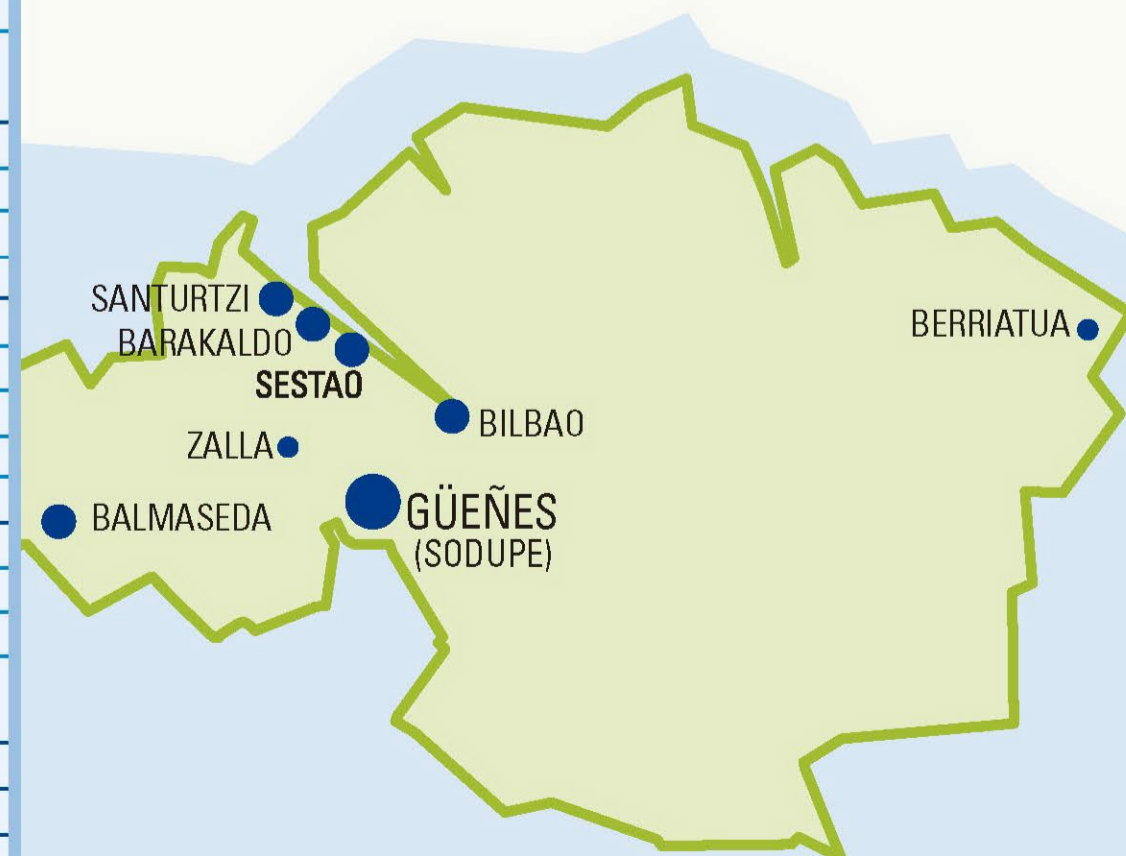 SANTURTZI
BARAKALDO
SESTAO
BERRIATUA
BILBAO
ZALLA
BALMASEDA
GÜEÑES
(SODUPE)